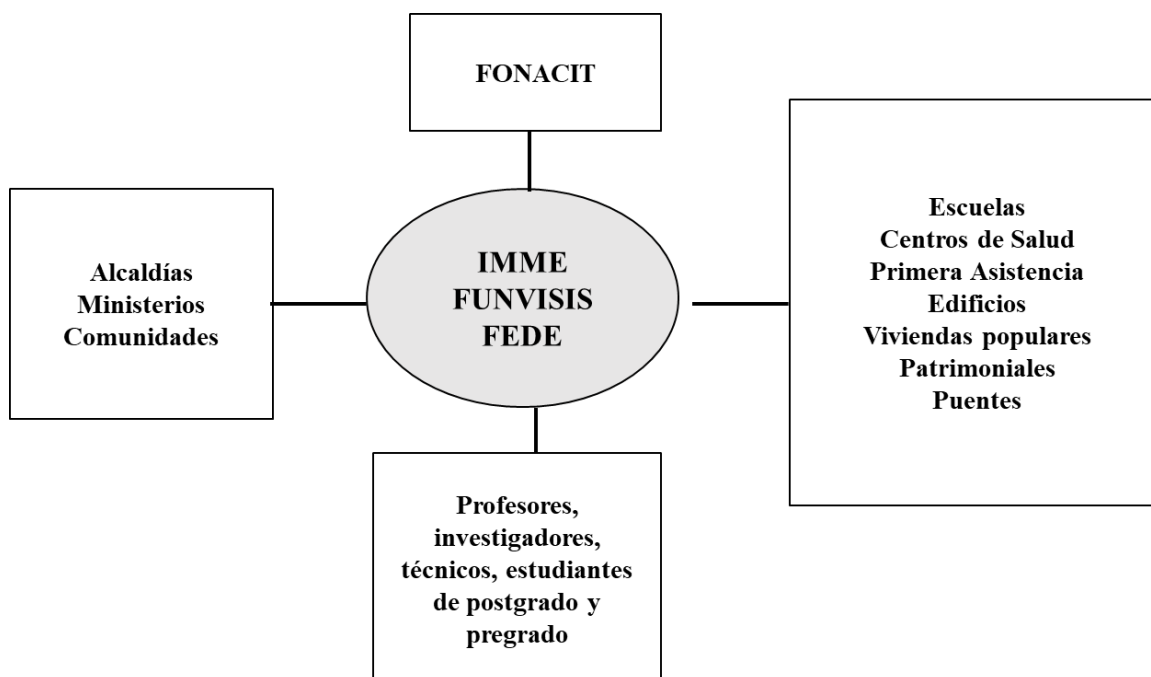 FONACIT
Alcaldías
Ministerios
Comunidades
IMME
FUNVISIS
FEDE
Escuelas
Centros de Salud
Primera Asistencia
Edificios
Viviendas populares
Patrimoniales
Puentes
Profesores,
investigadores,
técnicos, estudiantes
de postgrado y
pregrado